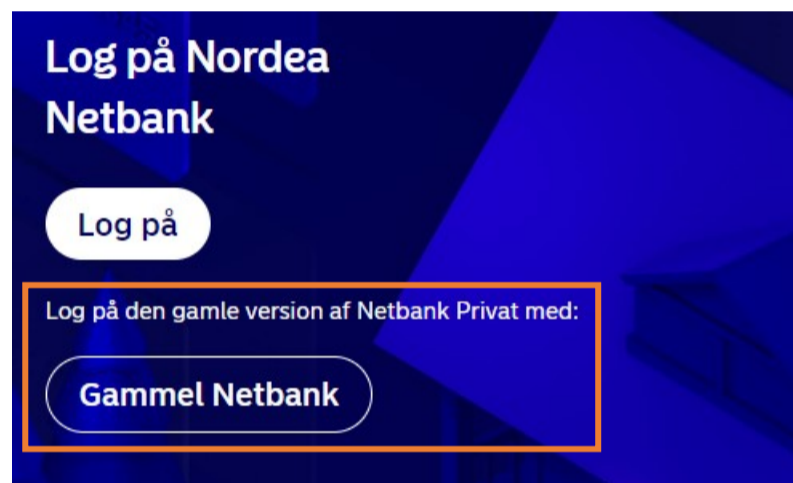 Log på Nordea
Netbank
Log på
Log på den gamle version af Netbank Privat med:
Gammel Netbank